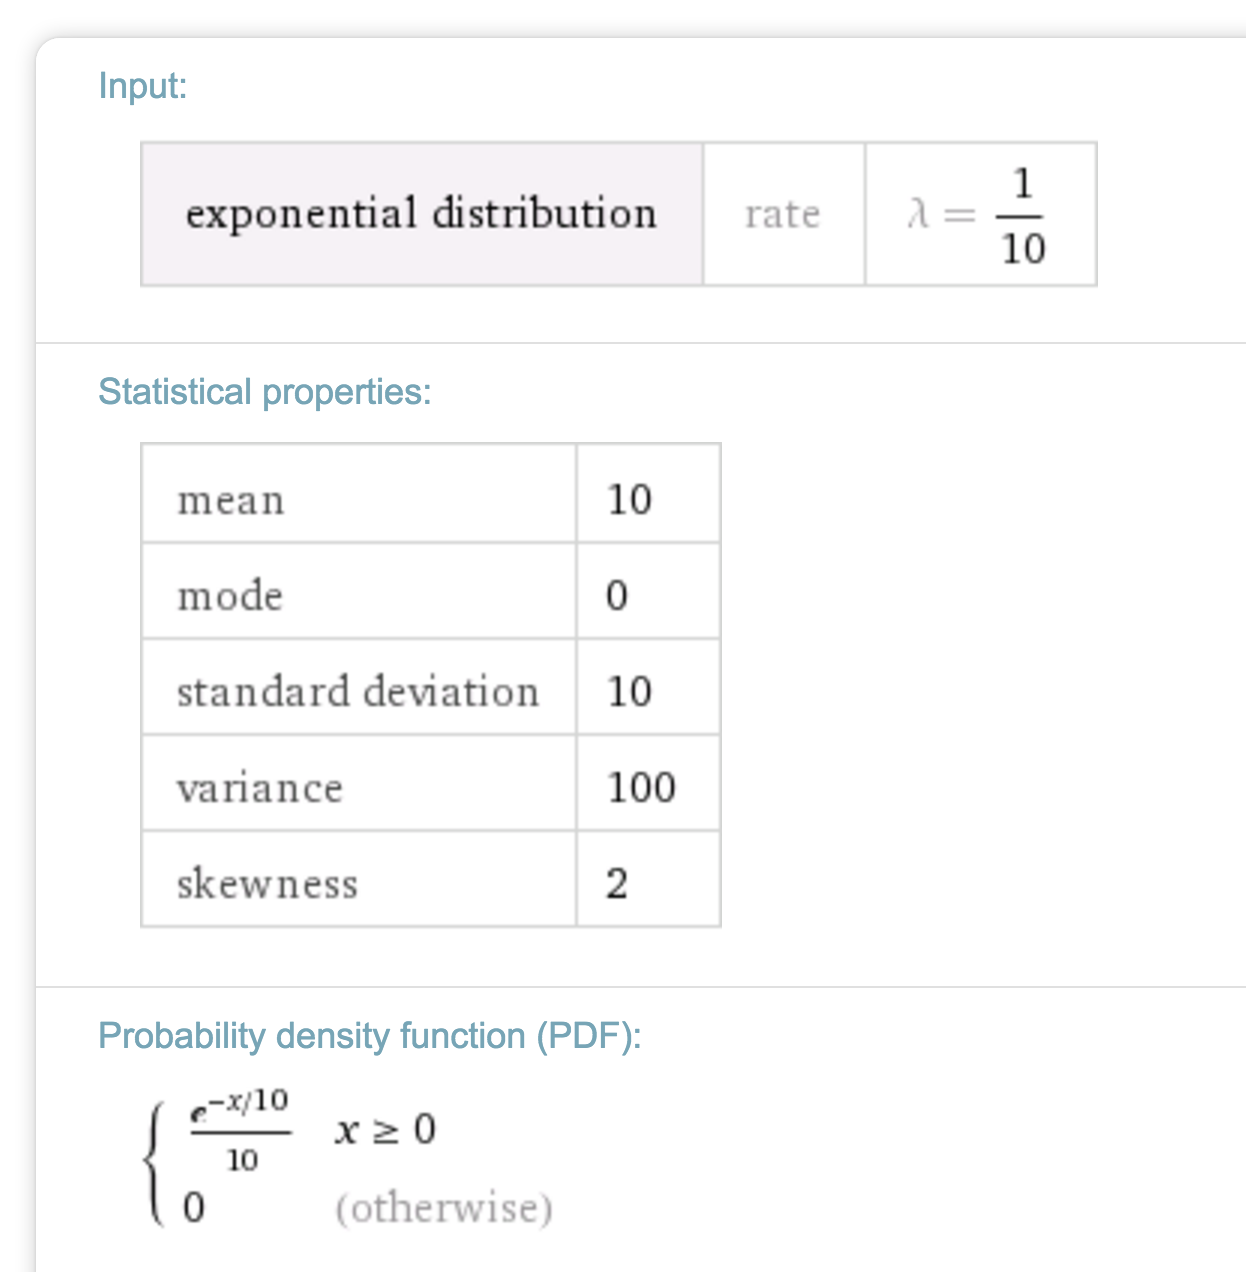 Input:
exponential distribution rate λ = 1/10
Statistical properties:
mean 10
mode 0
standard deviation 10
variance 100
skewness 2
Probability density function (PDF):
{ e^(-x/10)/10 x ≥ 0
0 (otherwise)